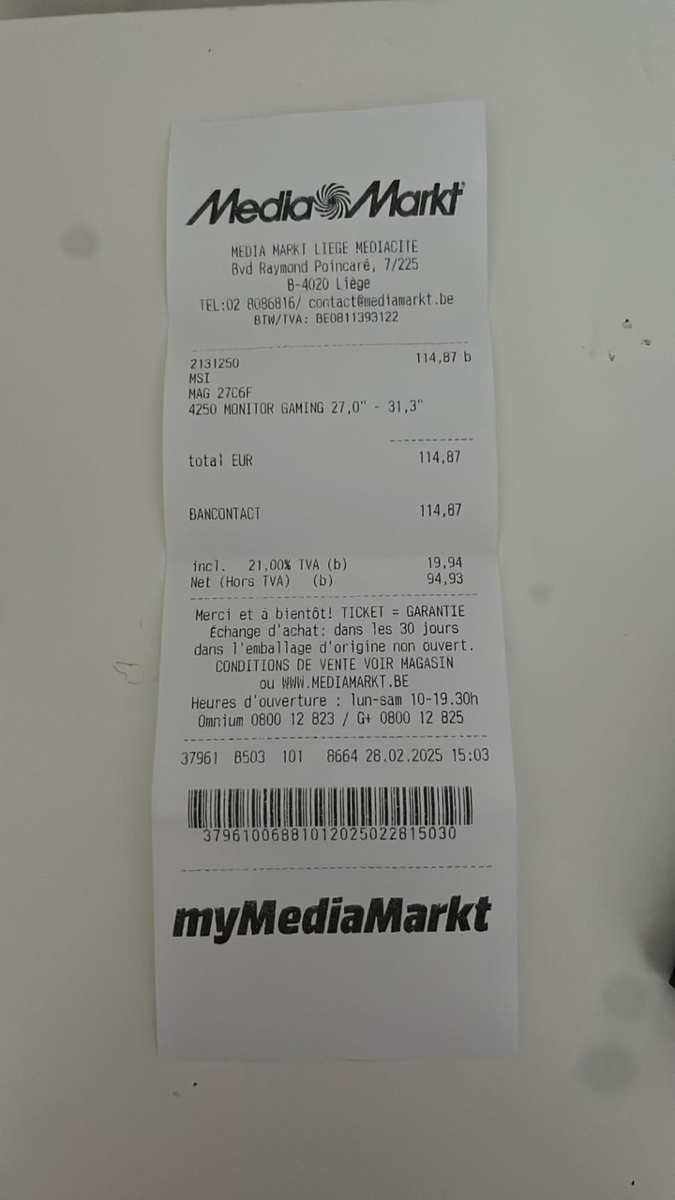 Media Markt
MEDIA MARKT LIEGE MEDIACITE
Bvd Raymond Poincaré, 7/225
B-4020 Liège
TEL:02 8086816/ contact@mediamarkt.be
BTW/TVA: BE0811393122
2131250 114,87 b
MSI
MAG 27C6F
4250 MONITOR GAMING 27,0" - 31,3"
total EUR 114,87
BANCONTACT 114,87
incl. 21,00% TVA (b) 19,94
Net (Hors TVA) (b) 94,93
Merci et à bientôt! TICKET = GARANTIE
Échange d'achat: dans les 30 jours
dans l'emballage d'origine non ouvert.
CONDITIONS DE VENTE VOIR MAGASIN
ou WWW.MEDIAMARKT.BE
Heures d'ouverture : lun-sam 10-19.30h
Omnium 0800 12 823 / G+ 0800 12 825
37961 B503 101 8664 28.02.2025 15:03
3796100688101202502281503​0
myMediaMarkt